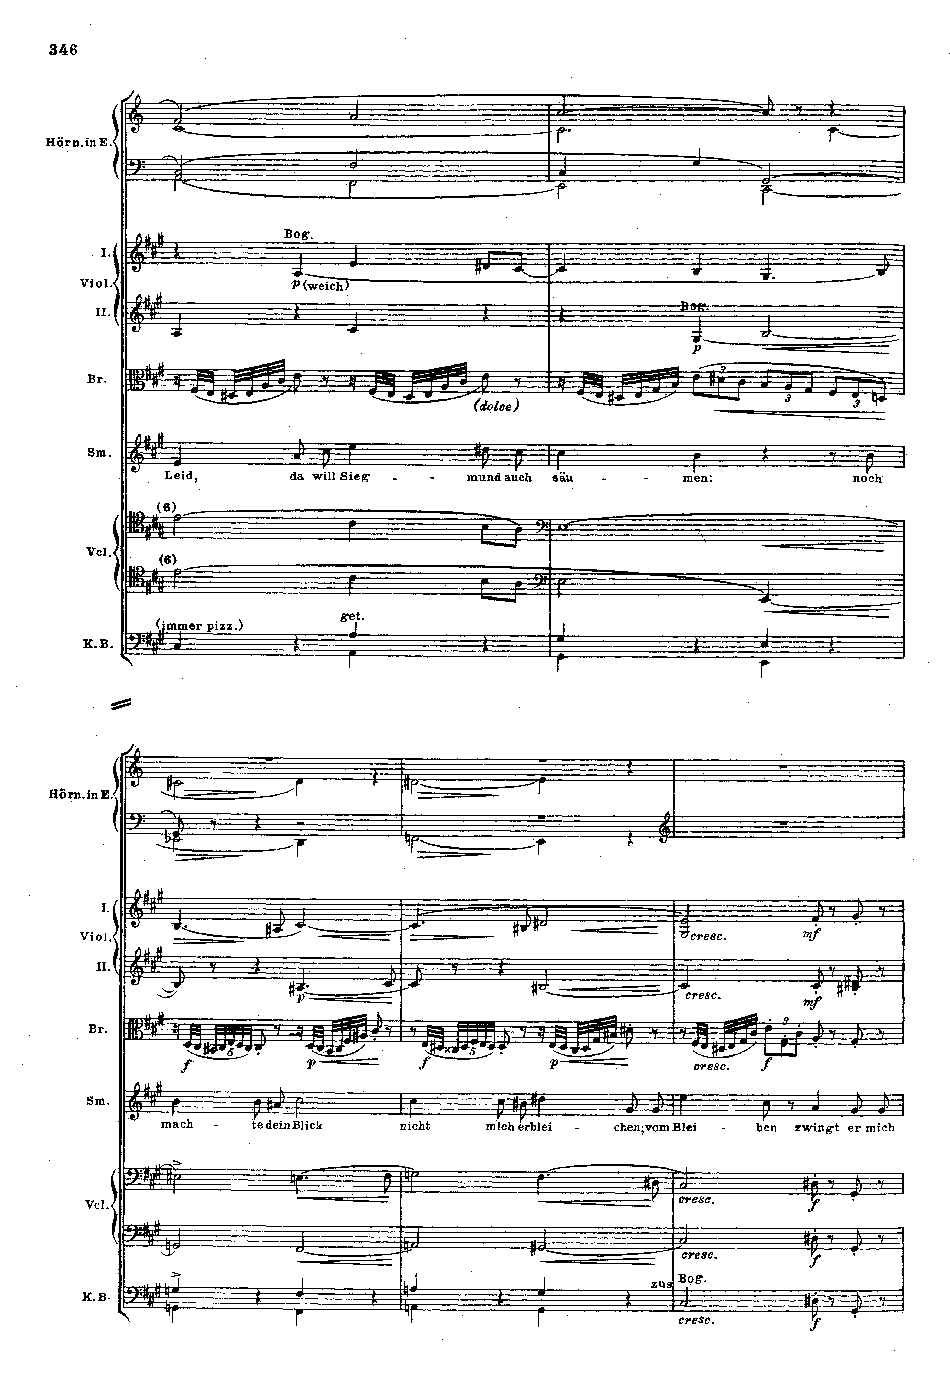 346
Hörn. in E.
Bog.
I.
Viol.
p (weich)
II.
Bog.
p
Br.
3
3
3
(dolce)
Sm.
Leid, da will Sieg - - mund auch säu - - men: noch
(6)
Vcl.
(6)
(immer pizz.)
get.
K.B.
Hörn. in E.
I.
Viol.
cresc.
mf
II.
p
cresc.
mf
Br.
5
5
3
f
p
f
p
cresc.
f
Sm.
mach - te dein Blick nicht mich erblei - chen; vom Blei - ben zwingt er mich
cresc.
f
Vcl.
cresc.
f
zus. Bog.
K.B.
cresc.
f